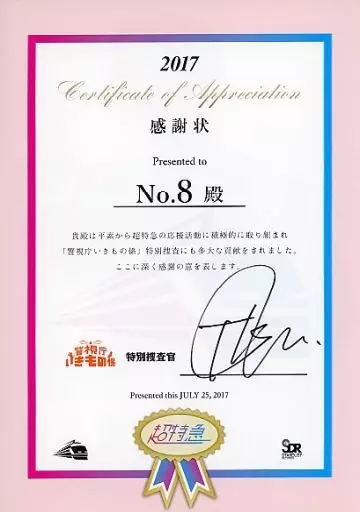 2017
Certificate of Appreciation
感謝状
Presented to
No.8 殿
貴殿は平素から超特急の応援活動に積極的に取り組まれ
「警視庁いきもの係」特別捜査にも多大な貢献をされました。
ここに深く感謝の意を表します。
警視庁
いきもの係
特別捜査官
Presented this JULY 25, 2017
超特急
SDR